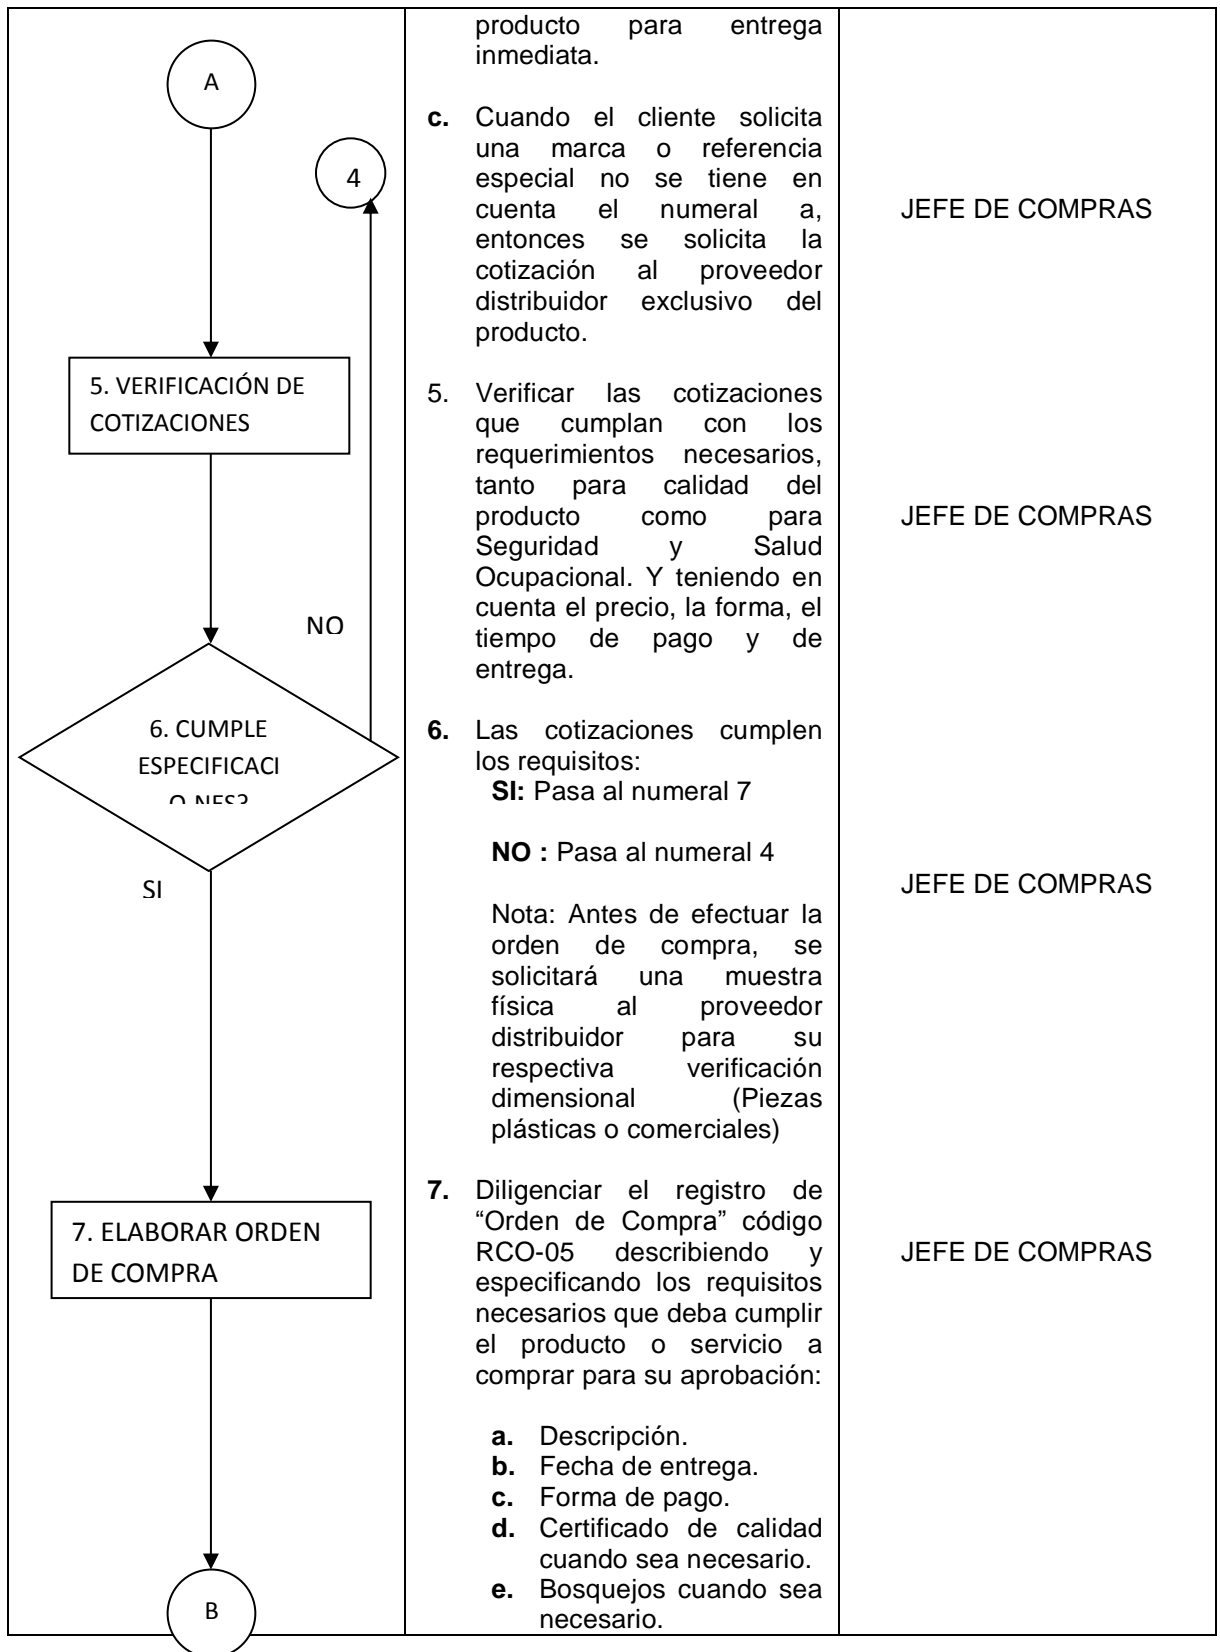 A
4
5. VERIFICACIÓN DE
COTIZACIONES
NO
6. CUMPLE
ESPECIFICACI
O-NES?
SI
7. ELABORAR ORDEN
DE COMPRA
B
producto para entrega
inmediata.
c. Cuando el cliente solicita
una marca o referencia
especial no se tiene en
cuenta el numeral a,
entonces se solicita la
cotización al proveedor
distribuidor exclusivo del
producto.
5. Verificar las cotizaciones
que cumplan con los
requerimientos necesarios,
tanto para calidad del
producto como para
Seguridad y Salud
Ocupacional. Y teniendo en
cuenta el precio, la forma, el
tiempo de pago y de
entrega.
6. Las cotizaciones cumplen
los requisitos:
SI: Pasa al numeral 7
NO : Pasa al numeral 4
Nota: Antes de efectuar la
orden de compra, se
solicitará una muestra
física al proveedor
distribuidor para su
respectiva verificación
dimensional (Piezas
plásticas o comerciales)
7. Diligenciar el registro de
“Orden de Compra” código
RCO-05 describiendo y
especificando los requisitos
necesarios que deba cumplir
el producto o servicio a
comprar para su aprobación:
a. Descripción.
b. Fecha de entrega.
c. Forma de pago.
d. Certificado de calidad
cuando sea necesario.
e. Bosquejos cuando sea
necesario.
JEFE DE COMPRAS
JEFE DE COMPRAS
JEFE DE COMPRAS
JEFE DE COMPRAS